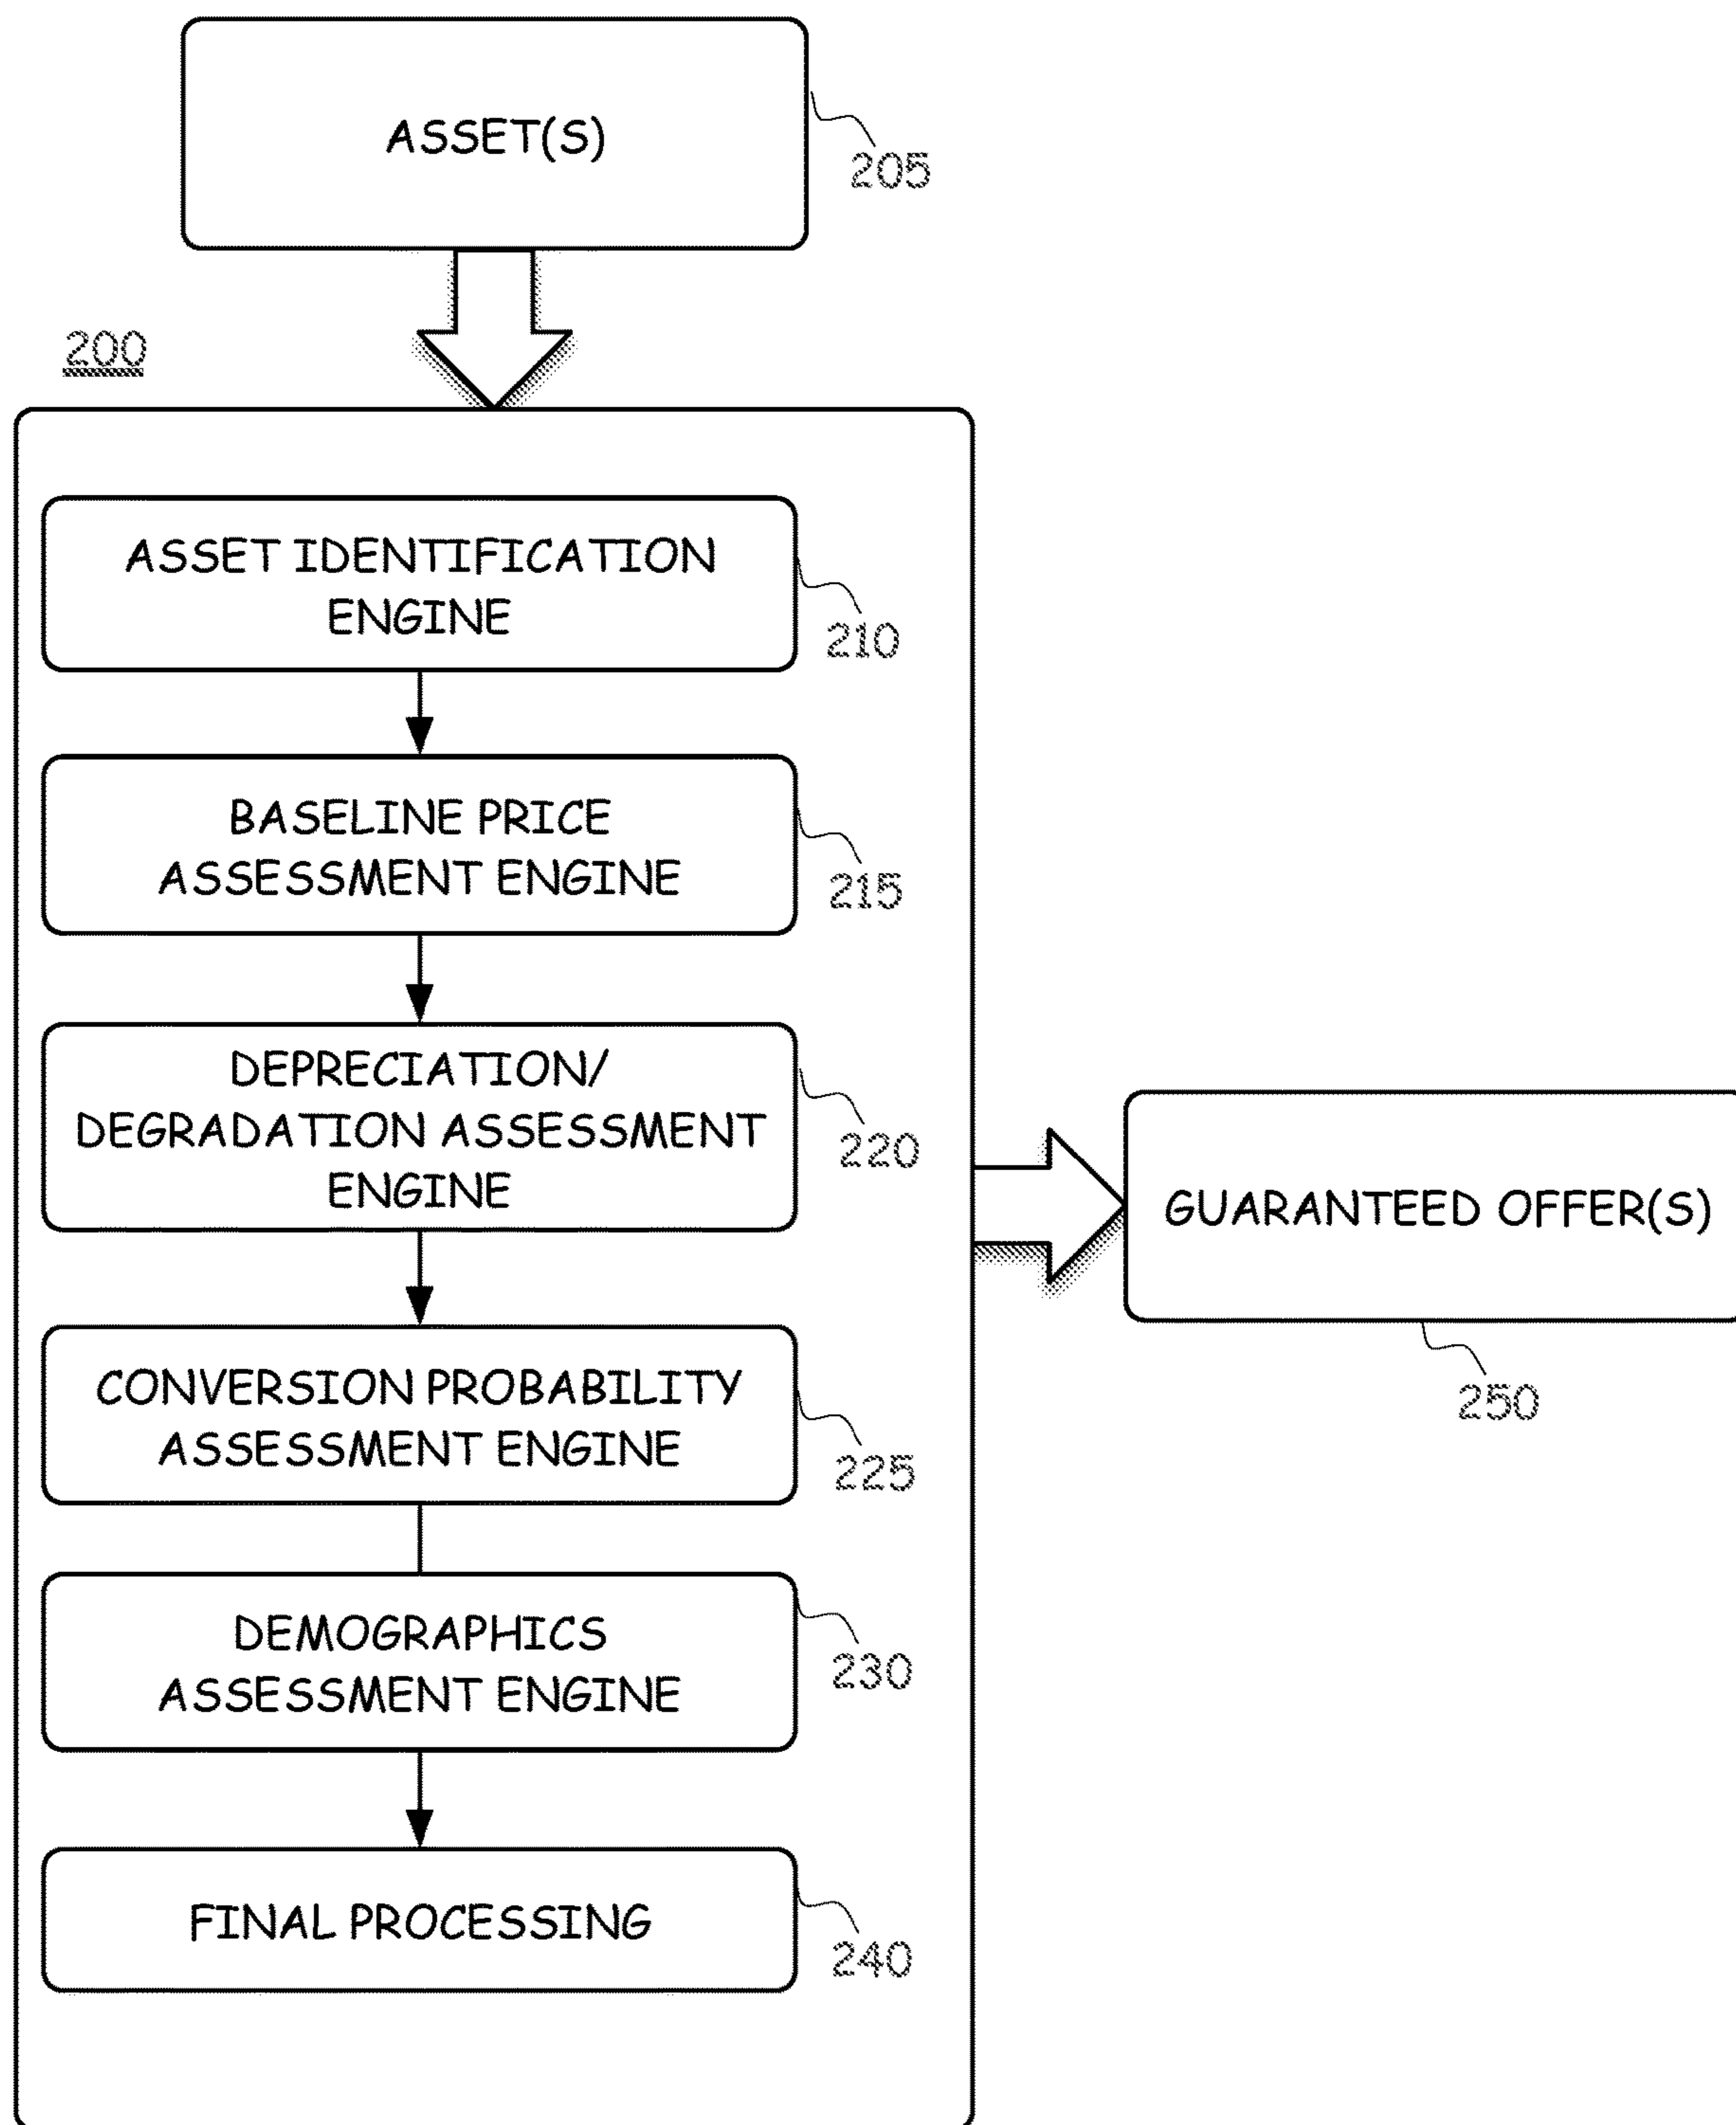 ASSET(S)
205
200
ASSET IDENTIFICATION
ENGINE
210
BASELINE PRICE
ASSESSMENT ENGINE
215
DEPRECIATION/
DEGRADATION ASSESSMENT
ENGINE
220
CONVERSION PROBABILITY
ASSESSMENT ENGINE
225
DEMOGRAPHICS
ASSESSMENT ENGINE
230
FINAL PROCESSING
240
GUARANTEED OFFER(S)
250